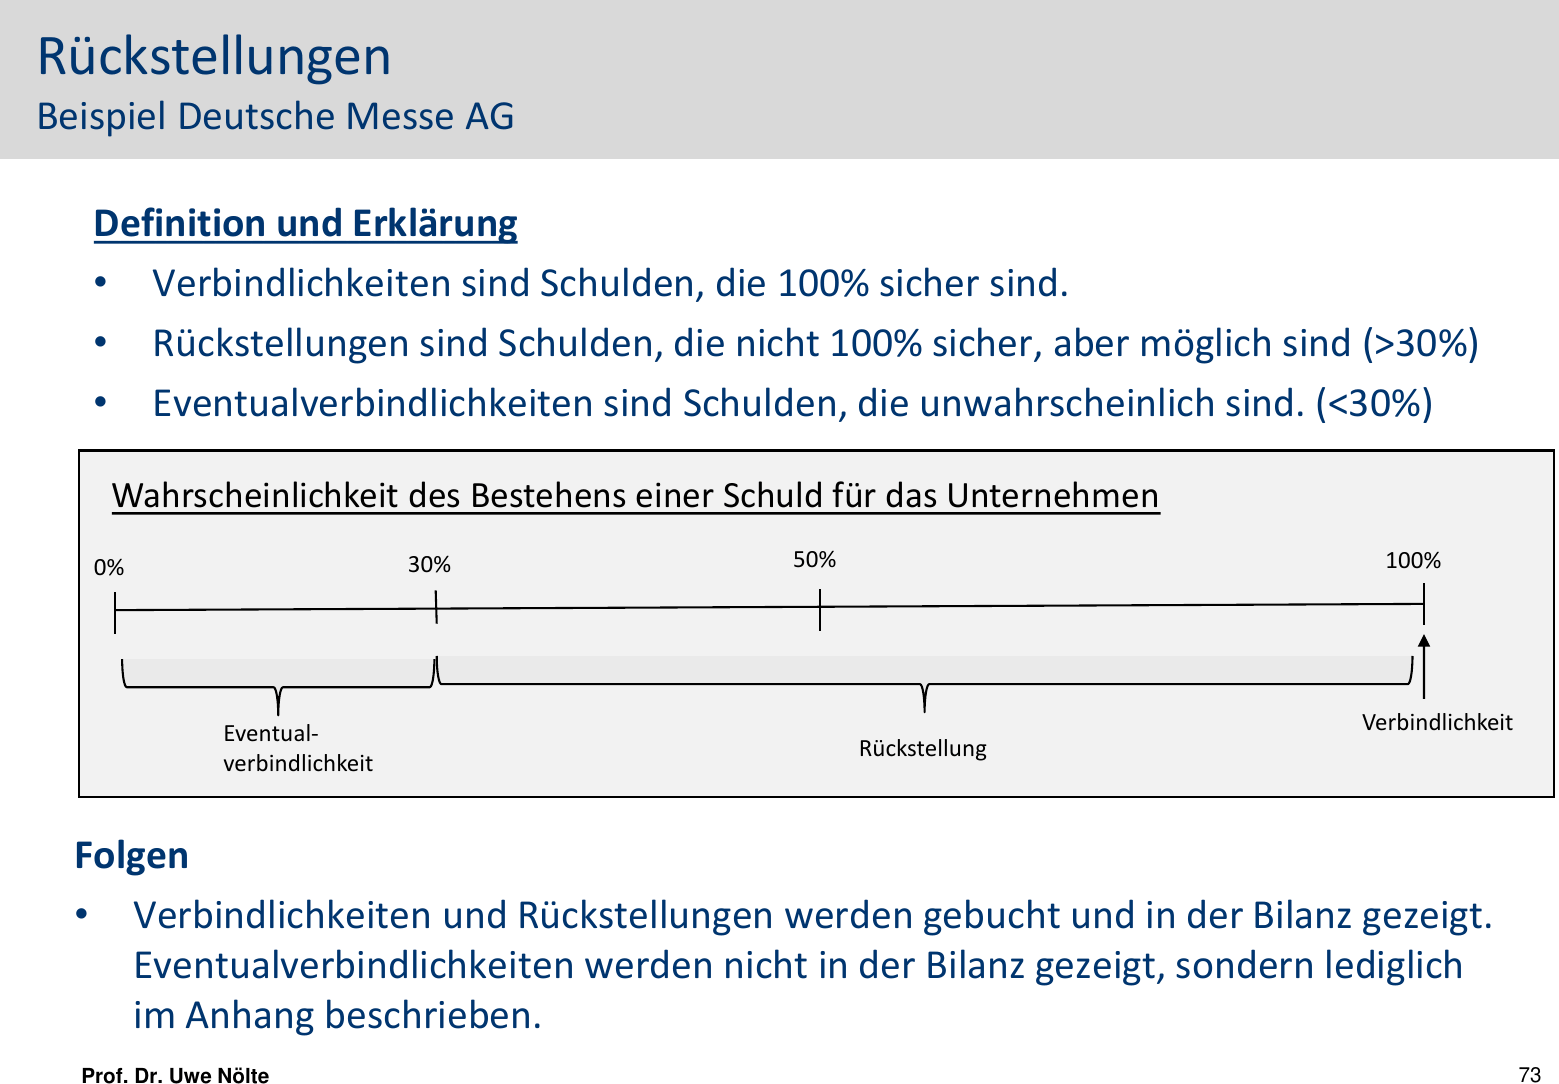 Rückstellungen
Beispiel Deutsche Messe AG
Definition und Erklärung
• Verbindlichkeiten sind Schulden, die 100% sicher sind.
• Rückstellungen sind Schulden, die nicht 100% sicher, aber möglich sind (>30%)
• Eventualverbindlichkeiten sind Schulden, die unwahrscheinlich sind. (<30%)
Wahrscheinlichkeit des Bestehens einer Schuld für das Unternehmen
0% 30% 50% 100%
Eventual-
verbindlichkeit
Rückstellung
Verbindlichkeit
Folgen
• Verbindlichkeiten und Rückstellungen werden gebucht und in der Bilanz gezeigt.
Eventualverbindlichkeiten werden nicht in der Bilanz gezeigt, sondern lediglich
im Anhang beschrieben.
Prof. Dr. Uwe Nölte
73